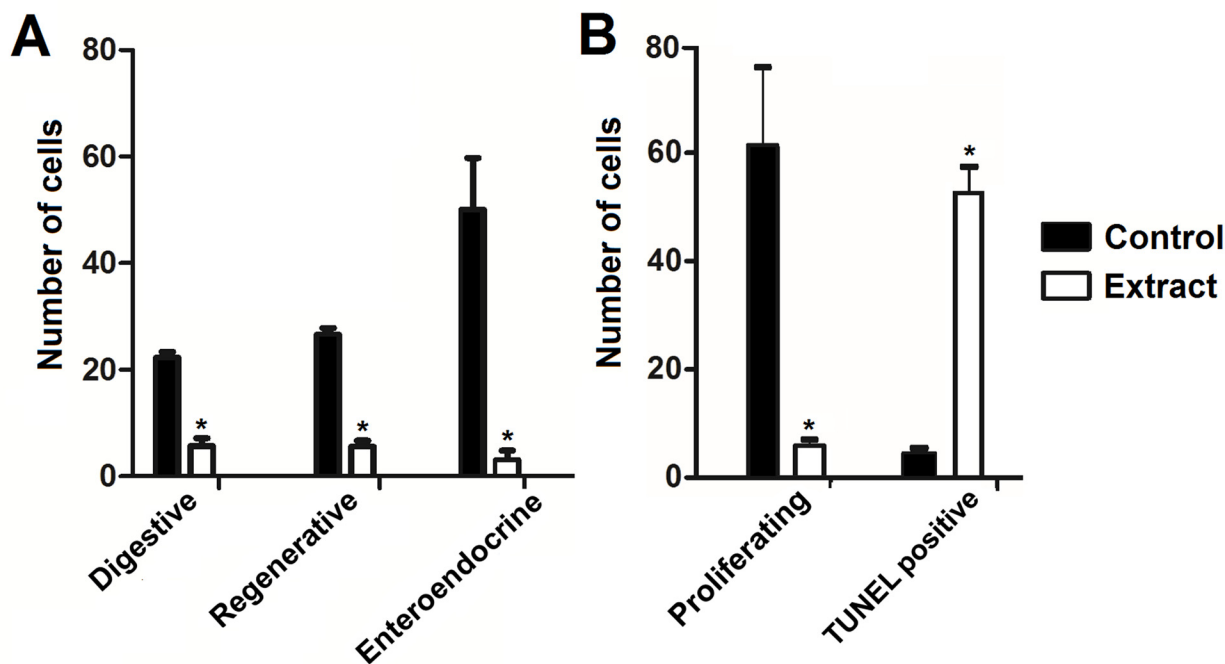 A
Number of cells
80
60
40
20
0
*
*
*
Digestive
Regenerative
Enteroendocrine
B
Number of cells
80
60
40
20
0
*
*
Proliferating
TUNEL positive
Control
Extract